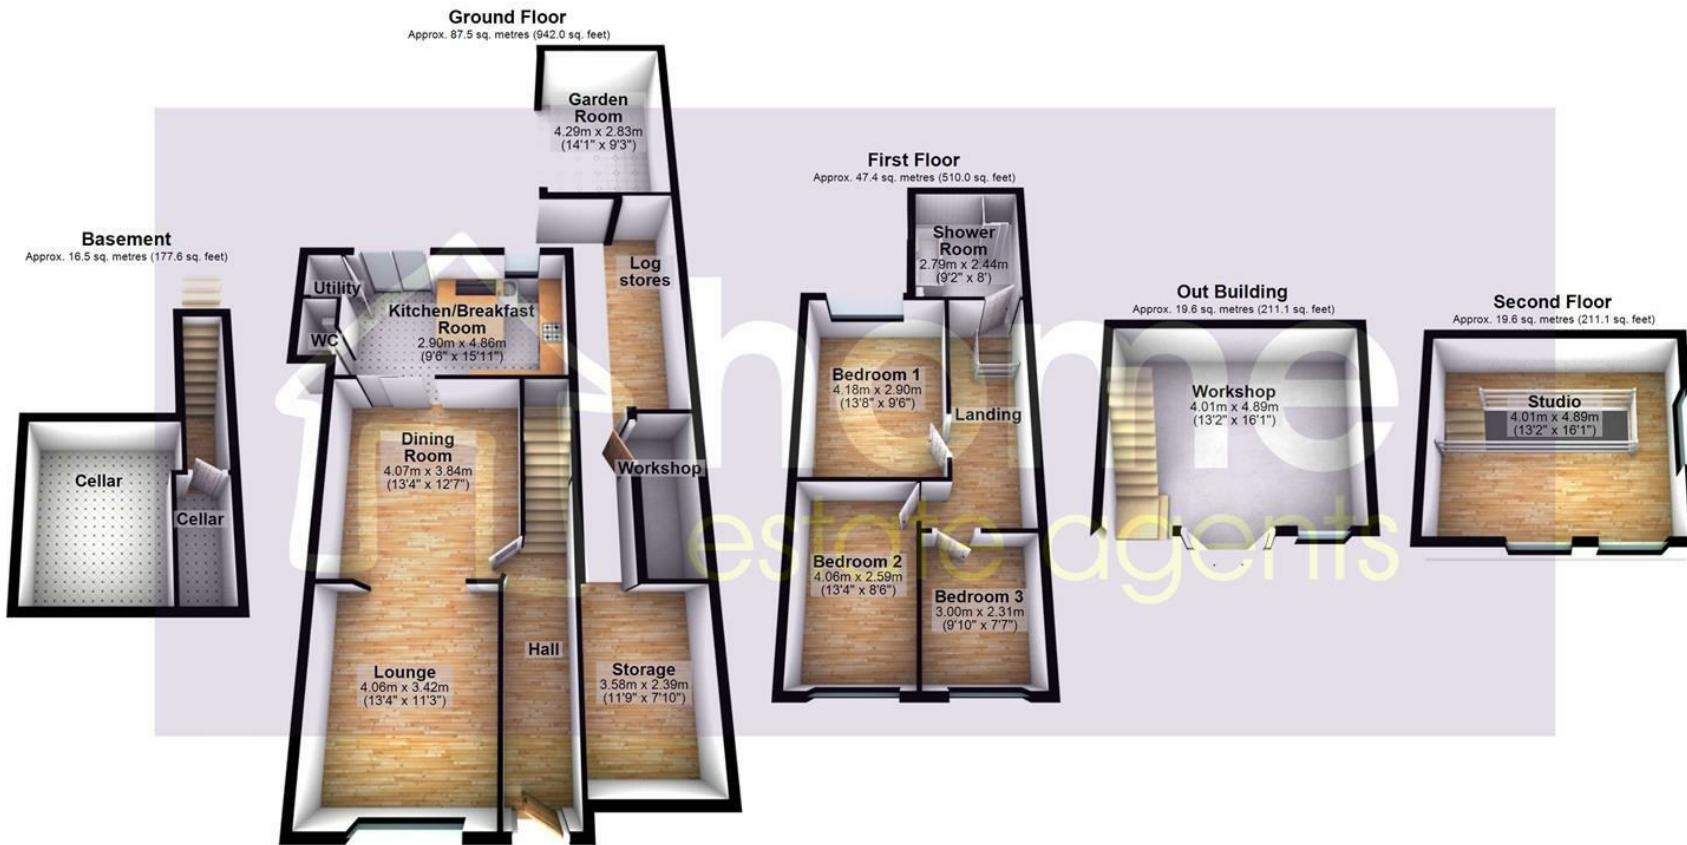 Ground Floor
Approx. 87.5 sq. metres (942.0 sq. feet)
Garden
Room
4.29m x 2.83m
(14'1" x 9'3")
Log
stores
Utility
Kitchen/Breakfast
Room
2.90m x 4.86m
(9'6" x 15'11")
WC
Dining
Room
4.07m x 3.84m
(13'4" x 12'7")
Workshop
Hall
Lounge
4.06m x 3.42m
(13'4" x 11'3")
Storage
3.58m x 2.39m
(11'9" x 7'10")
Basement
Approx. 16.5 sq. metres (177.6 sq. feet)
Cellar
Cellar
First Floor
Approx. 47.4 sq. metres (510.0 sq. feet)
Shower
Room
2.79m x 2.44m
(9'2" x 8')
Bedroom 1
4.18m x 2.90m
(13'8" x 9'6")
Landing
Bedroom 2
4.06m x 2.59m
(13'4" x 8'6")
Bedroom 3
3.00m x 2.31m
(9'10" x 7'7")
Out Building
Approx. 19.6 sq. metres (211.1 sq. feet)
Workshop
4.01m x 4.89m
(13'2" x 16'1")
Second Floor
Approx. 19.6 sq. metres (211.1 sq. feet)
Studio
4.01m x 4.89m
(13'2" x 16'1")
home
estate agents